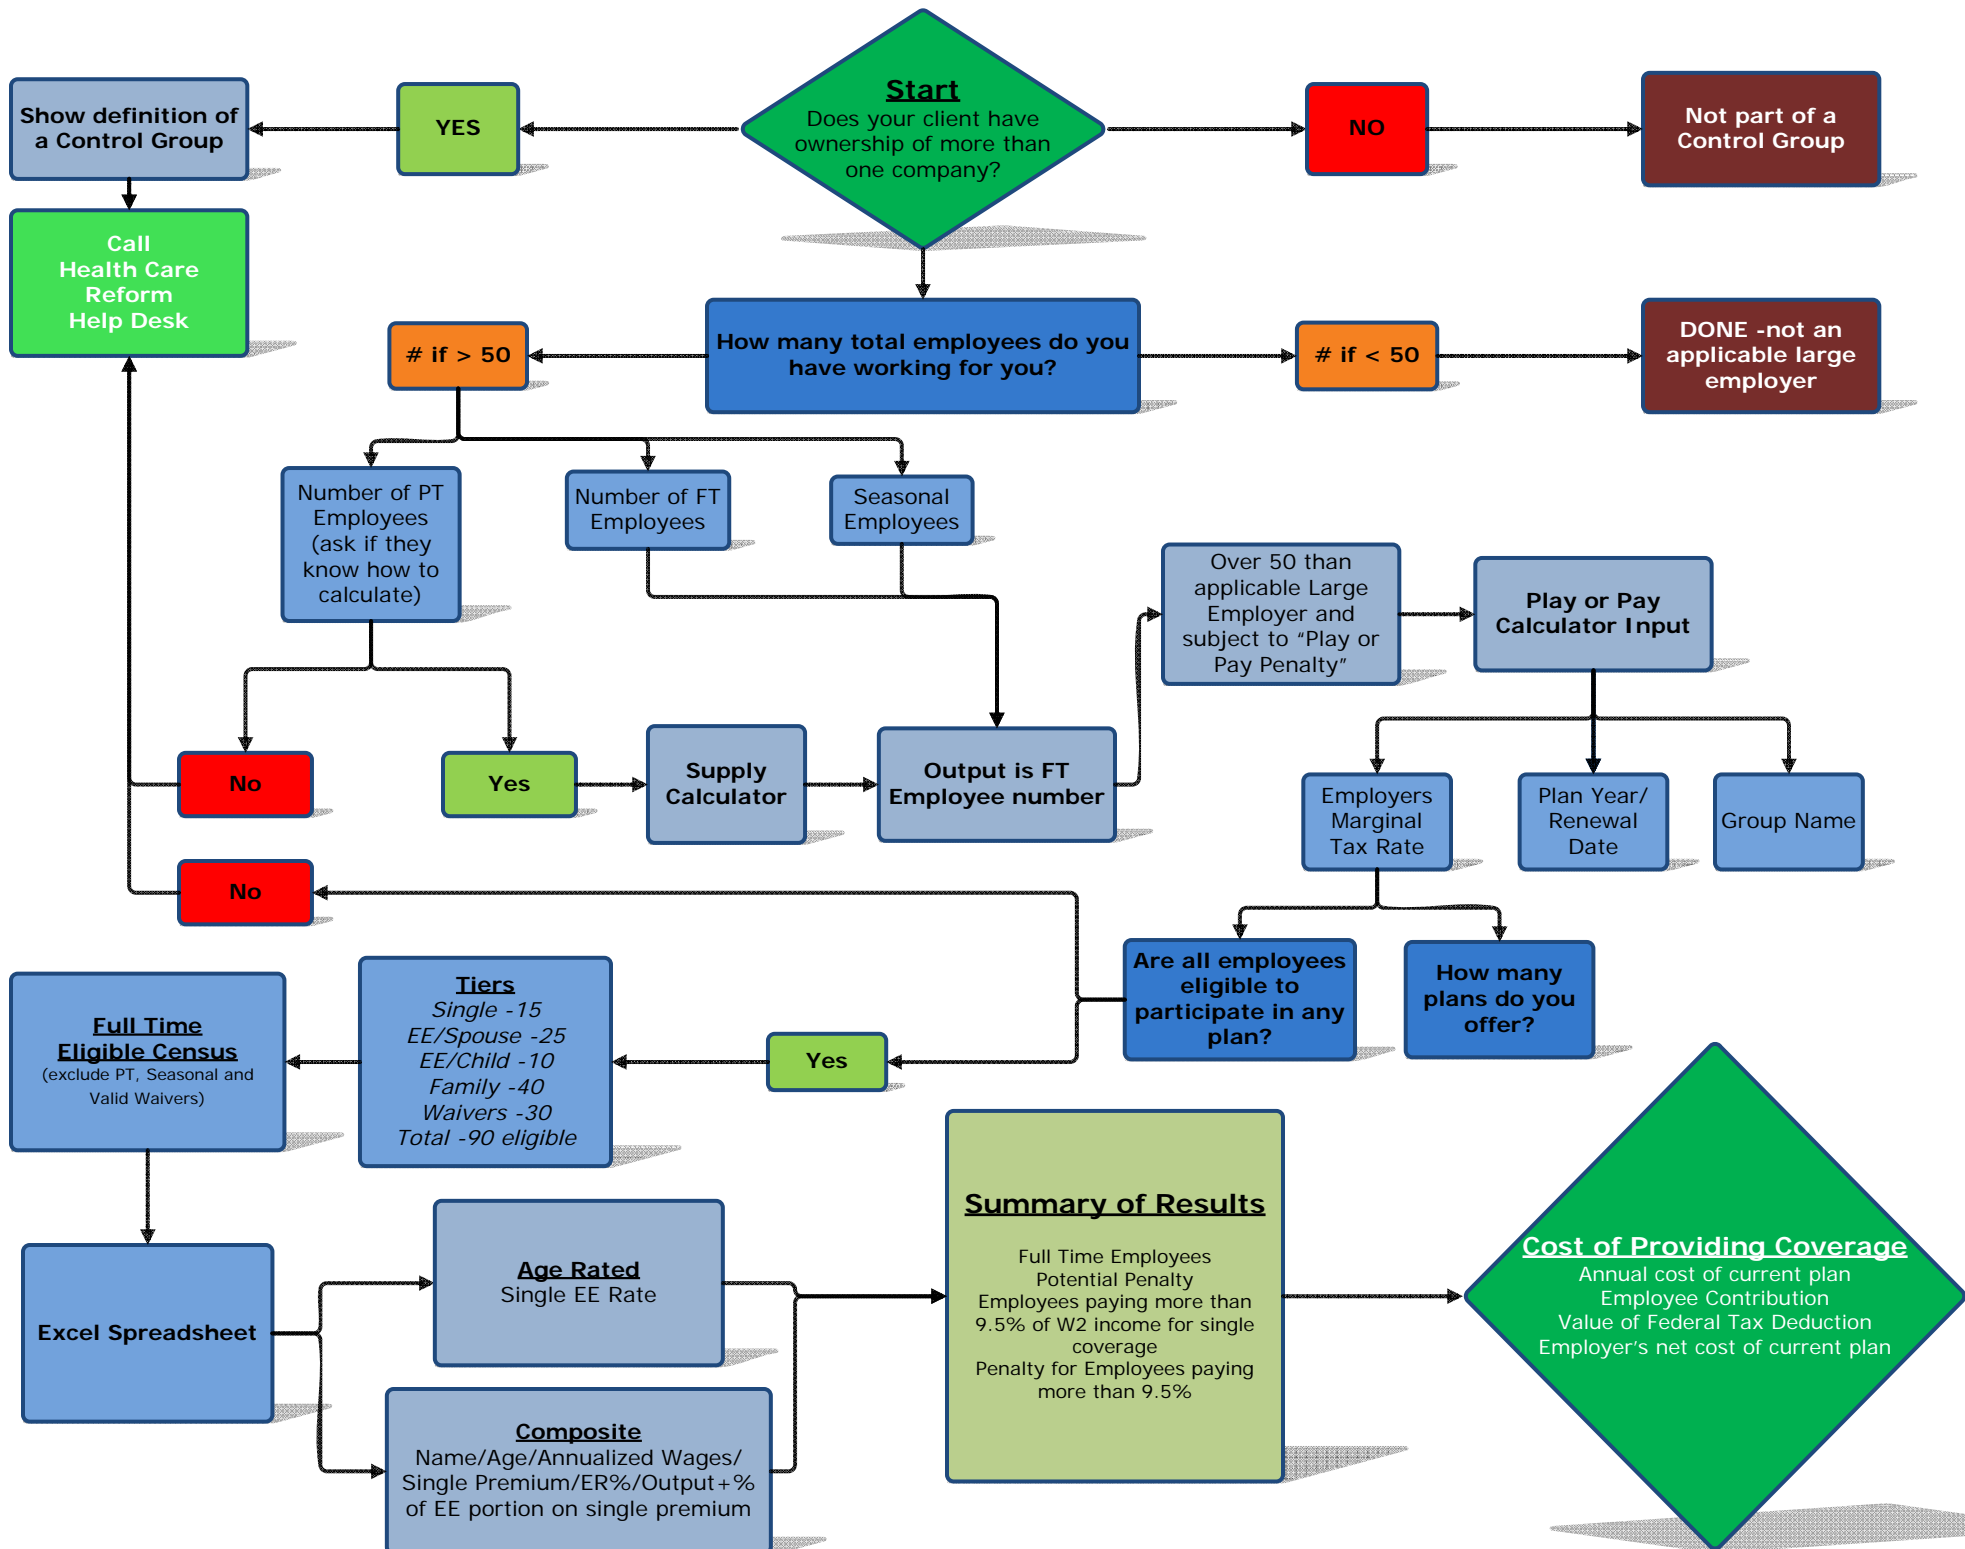 Start
Does your client have
ownership of more than
one company?
YES
Show definition of
a Control Group
NO
Not part of a
Control Group
Call
Health Care
Reform
Help Desk
How many total employees do you
have working for you?
# if > 50
# if < 50
DONE -not an
applicable large
employer
Number of PT
Employees
(ask if they
know how to
calculate)
Number of FT
Employees
Seasonal
Employees
Over 50 than
applicable Large
Employer and
subject to “Play or
Pay Penalty”
Play or Pay
Calculator Input
No
Yes
Supply
Calculator
Output is FT
Employee number
Employers
Marginal
Tax Rate
Plan Year/
Renewal
Date
Group Name
No
Are all employees
eligible to
participate in any
plan?
How many
plans do you
offer?
Full Time
Eligible Census
(exclude PT, Seasonal and
Valid Waivers)
Tiers
Single -15
EE/Spouse -25
EE/Child -10
Family -40
Waivers -30
Total -90 eligible
Yes
Excel Spreadsheet
Age Rated
Single EE Rate
Composite
Name/Age/Annualized Wages/
Single Premium/ER%/Output+%
of EE portion on single premium
Summary of Results
Full Time Employees
Potential Penalty
Employees paying more than
9.5% of W2 income for single
coverage
Penalty for Employees paying
more than 9.5%
Cost of Providing Coverage
Annual cost of current plan
Employee Contribution
Value of Federal Tax Deduction
Employer’s net cost of current plan